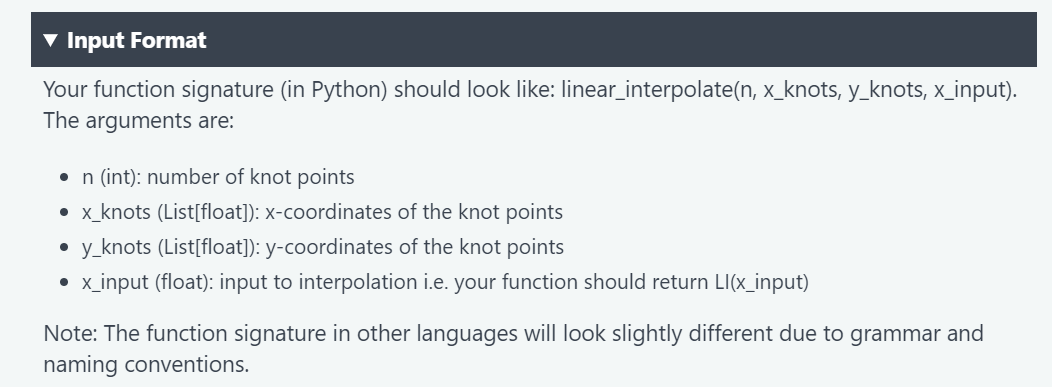 ▼ Input Format
Your function signature (in Python) should look like: linear_interpolate(n, x_knots, y_knots, x_input).
The arguments are:
• n (int): number of knot points
• x_knots (List[float]): x-coordinates of the knot points
• y_knots (List[float]): y-coordinates of the knot points
• x_input (float): input to interpolation i.e. your function should return LI(x_input)
Note: The function signature in other languages will look slightly different due to grammar and
naming conventions.